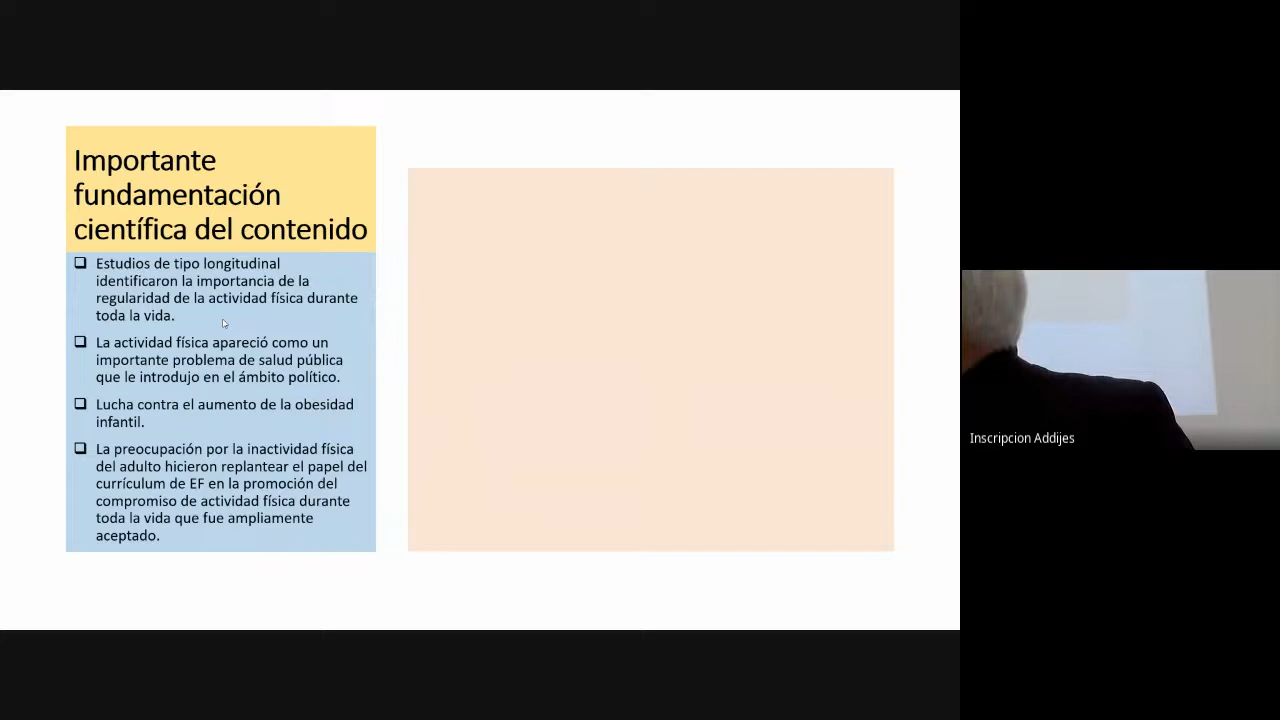 Importante
fundamentación
científica del contenido
Estudios de tipo longitudinal
identificaron la importancia de la
regularidad de la actividad física durante
toda la vida.
La actividad física apareció como un
importante problema de salud pública
que le introdujo en el ámbito político.
Lucha contra el aumento de la obesidad
infantil.
La preocupación por la inactividad física
del adulto hicieron replantear el papel del
currículum de EF en la promoción del
compromiso de actividad física durante
toda la vida que fue ampliamente
aceptado.
Inscripcion Addijes